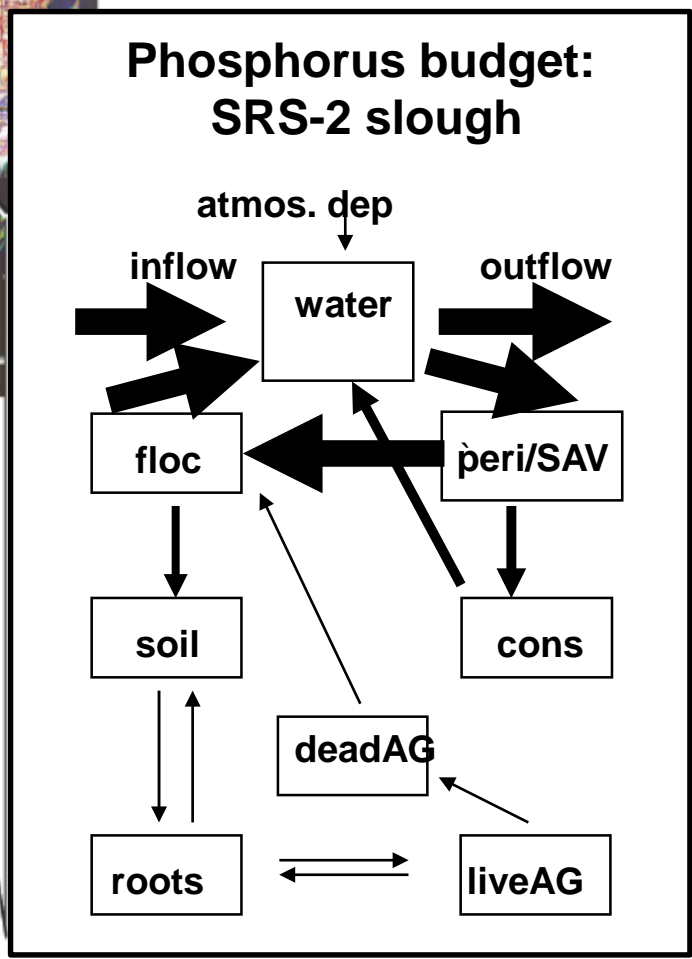 Phosphorus budget:
SRS-2 slough
atmos. dep
inflow
outflow
water
floc
peri/SAV
soil
cons
deadAG
roots
liveAG